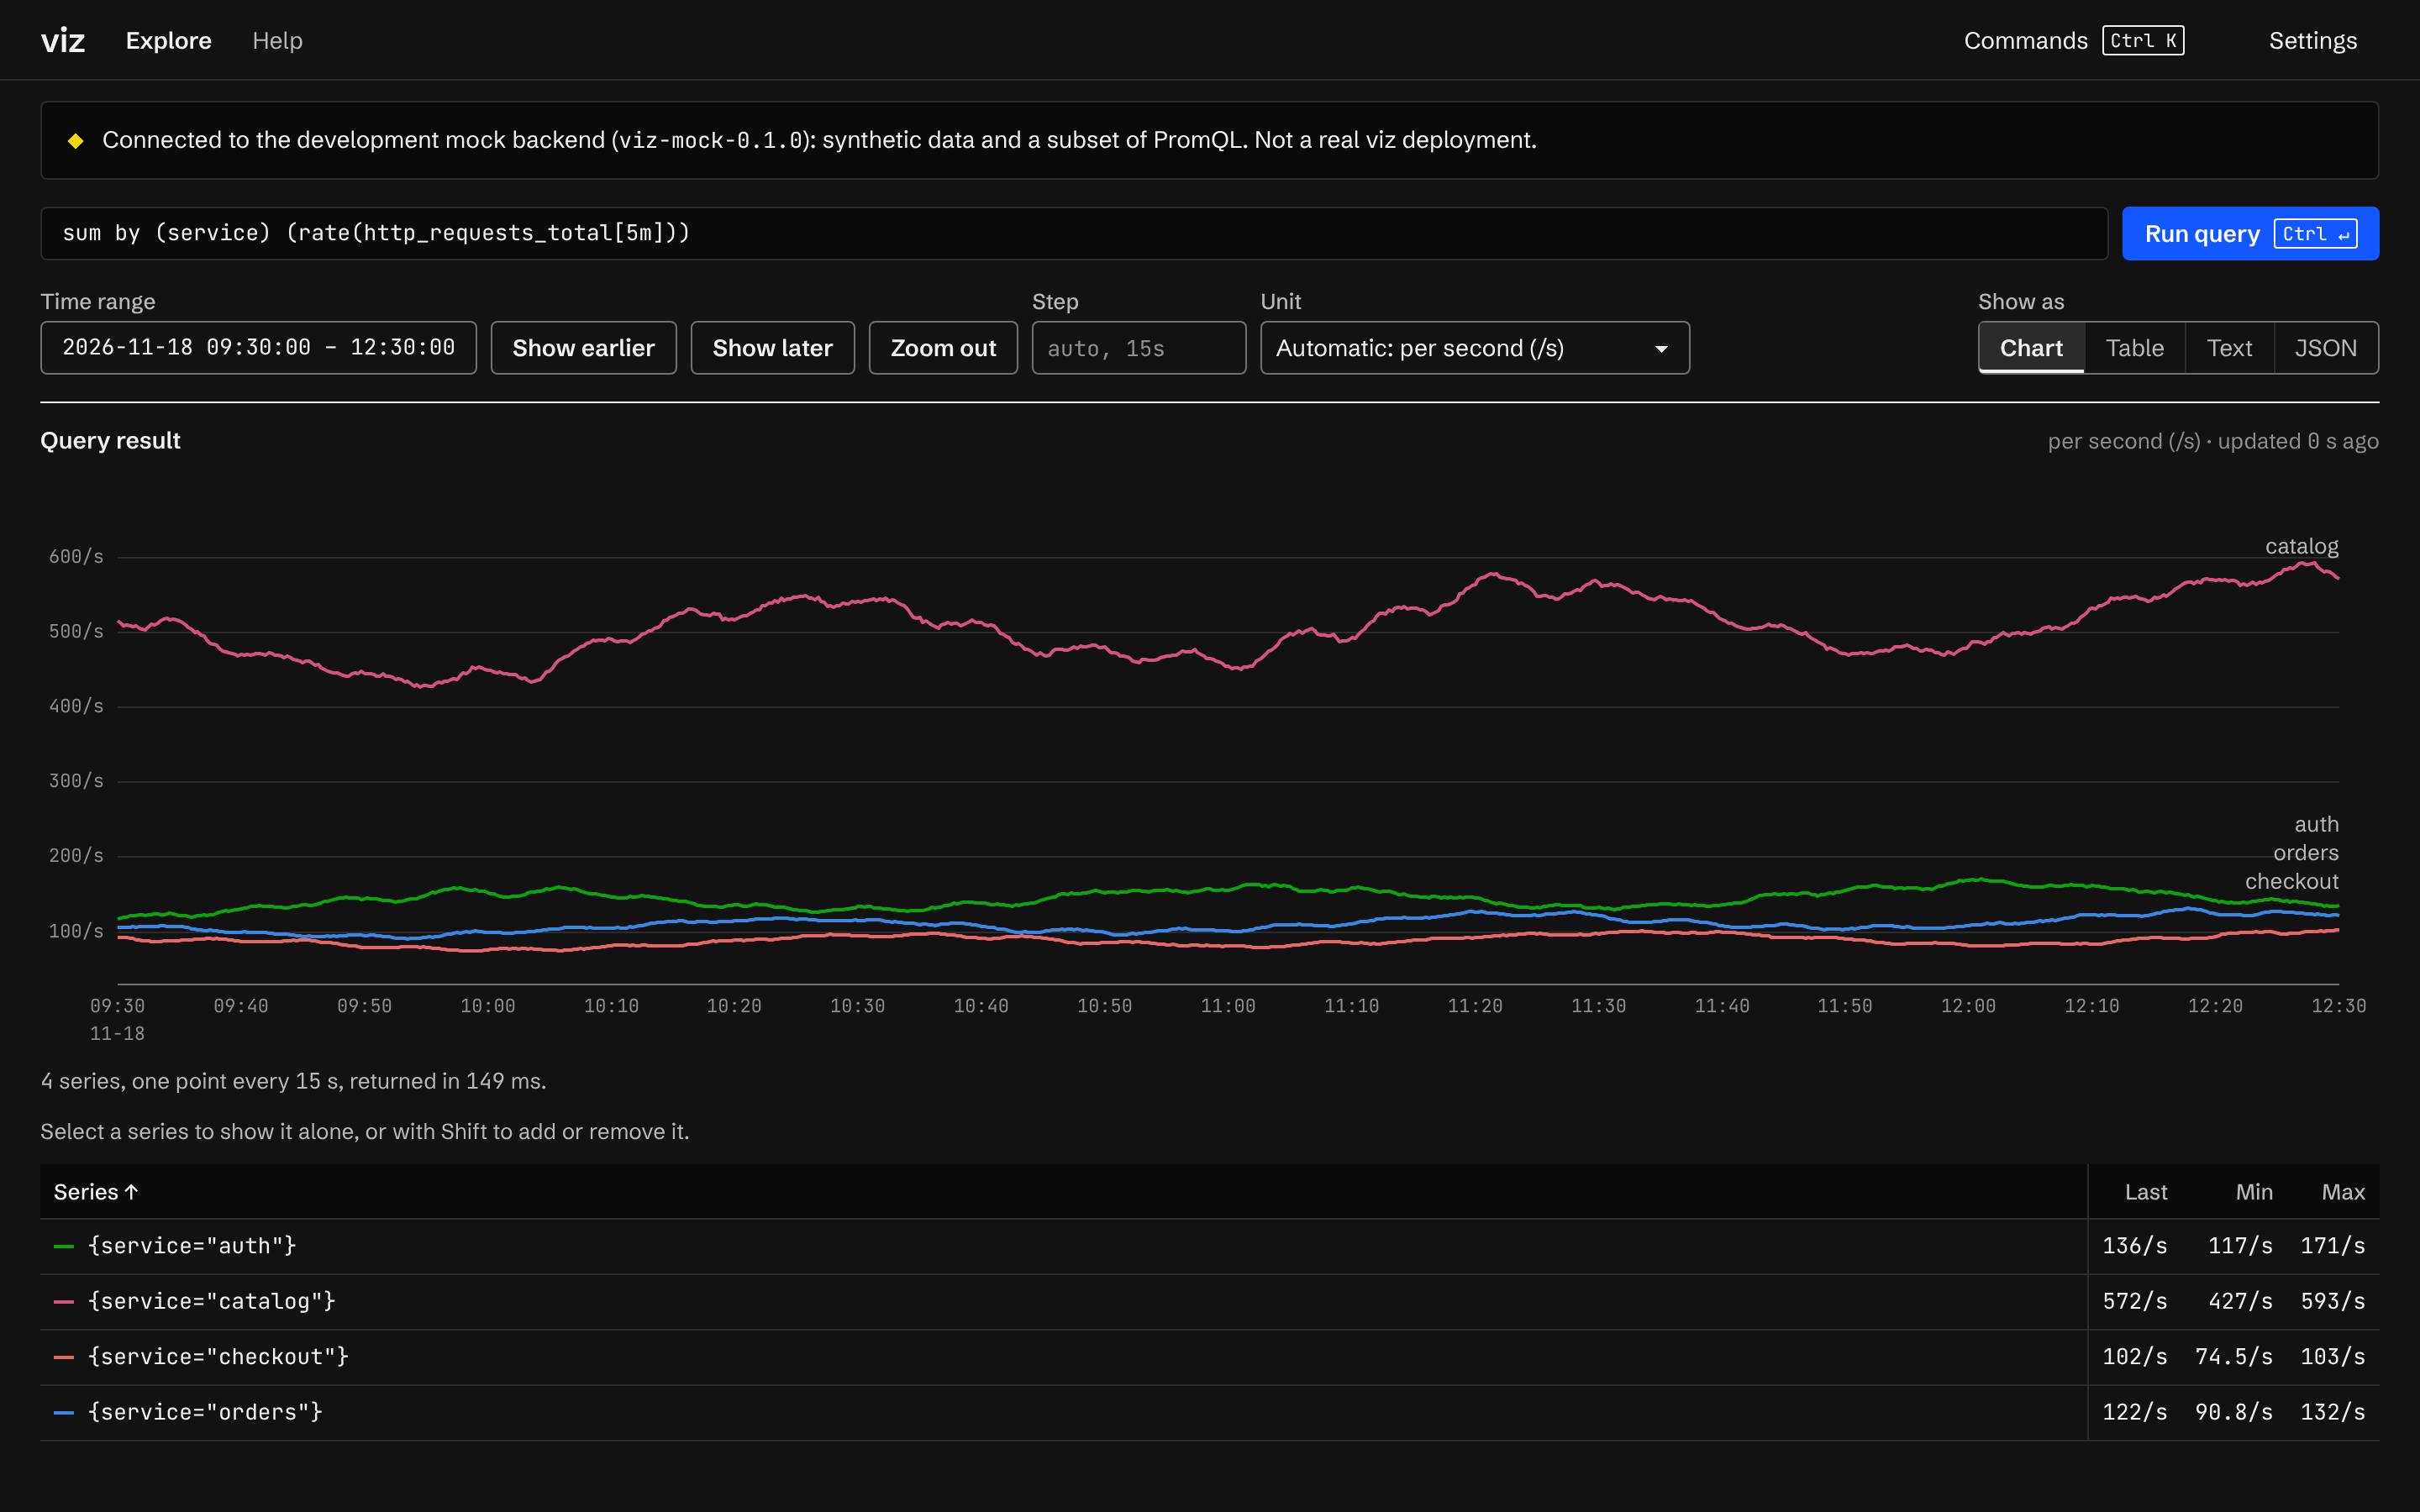 viz Explore Help Commands Ctrl K Settings
Connected to the development mock backend (viz-mock-0.1.0): synthetic data and a subset of PromQL. Not a real viz deployment.
sum by (service) (rate(http_requests_total[5m])) Run query Ctrl ↵
Time range Step Unit Show as
2026-11-18 09:30:00 – 12:30:00 Show earlier Show later Zoom out auto, 15s Automatic: per second (/s) Chart Table Text JSON
Query result per second (/s) · updated 0 s ago
catalog
600/s
500/s
400/s
300/s
auth
200/s orders
checkout
100/s
09:30 09:40 09:50 10:00 10:10 10:20 10:30 10:40 10:50 11:00 11:10 11:20 11:30 11:40 11:50 12:00 12:10 12:20 12:30
11-18
4 series, one point every 15 s, returned in 149 ms.
Select a series to show it alone, or with Shift to add or remove it.
Series ↑ Last Min Max
{service="auth"} 136/s 117/s 171/s
{service="catalog"} 572/s 427/s 593/s
{service="checkout"} 102/s 74.5/s 103/s
{service="orders"} 122/s 90.8/s 132/s